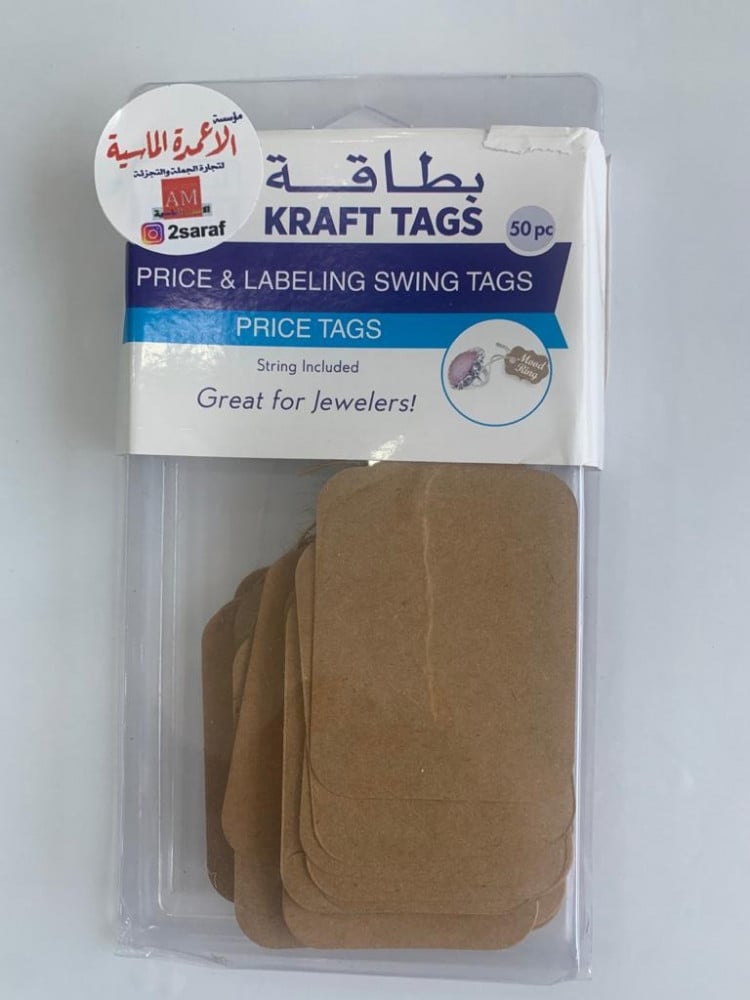 مؤسسة
الاعمدة الماسية
لتجارة الجملة والتجزئة
AM
2saraf
بطاقة
KRAFT TAGS
50 pc
PRICE & LABELING SWING TAGS
PRICE TAGS
String Included
Great for Jewelers!
Mood
Ring